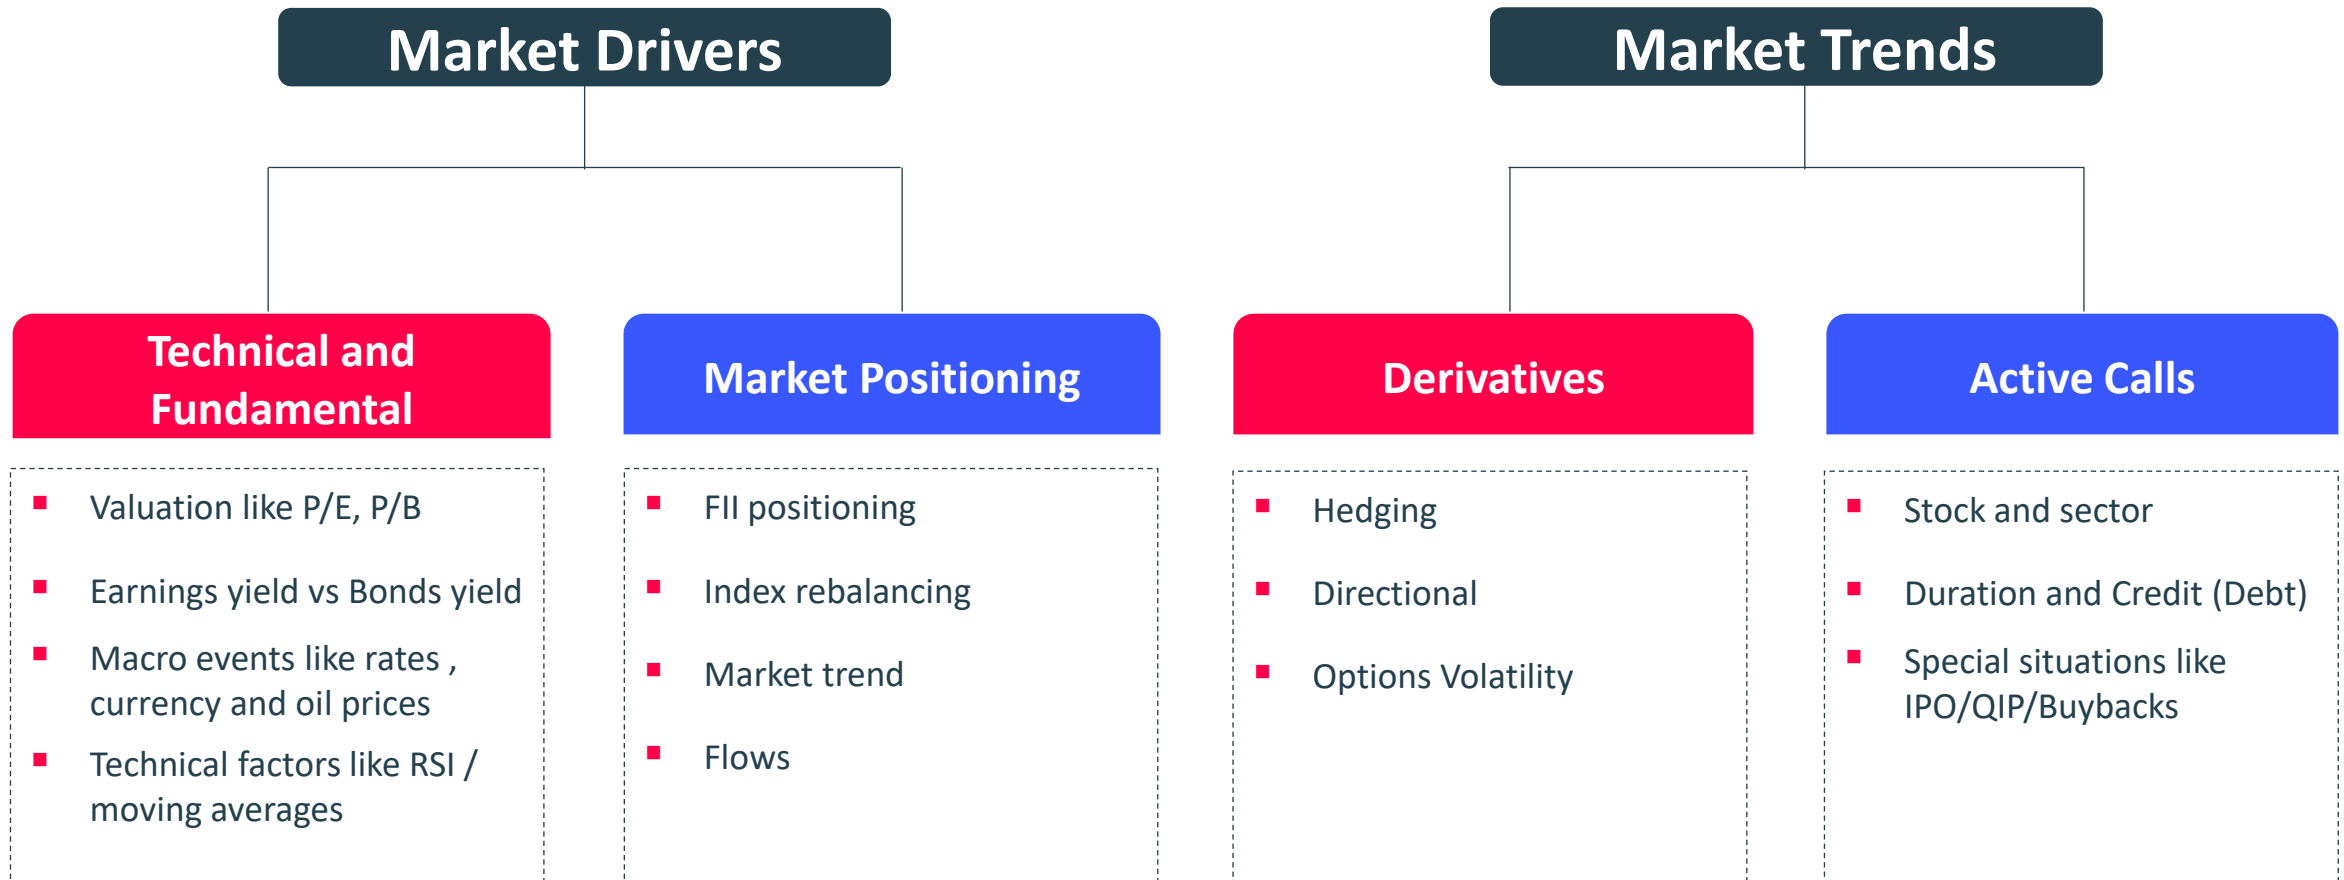 Market Drivers
Market Trends
Technical and
Fundamental
Market Positioning
Derivatives
Active Calls
Valuation like P/E, P/B
Earnings yield vs Bonds yield
Macro events like rates ,
currency and oil prices
Technical factors like RSI /
moving averages
FII positioning
Index rebalancing
Market trend
Flows
Hedging
Directional
Options Volatility
Stock and sector
Duration and Credit (Debt)
Special situations like
IPO/QIP/Buybacks